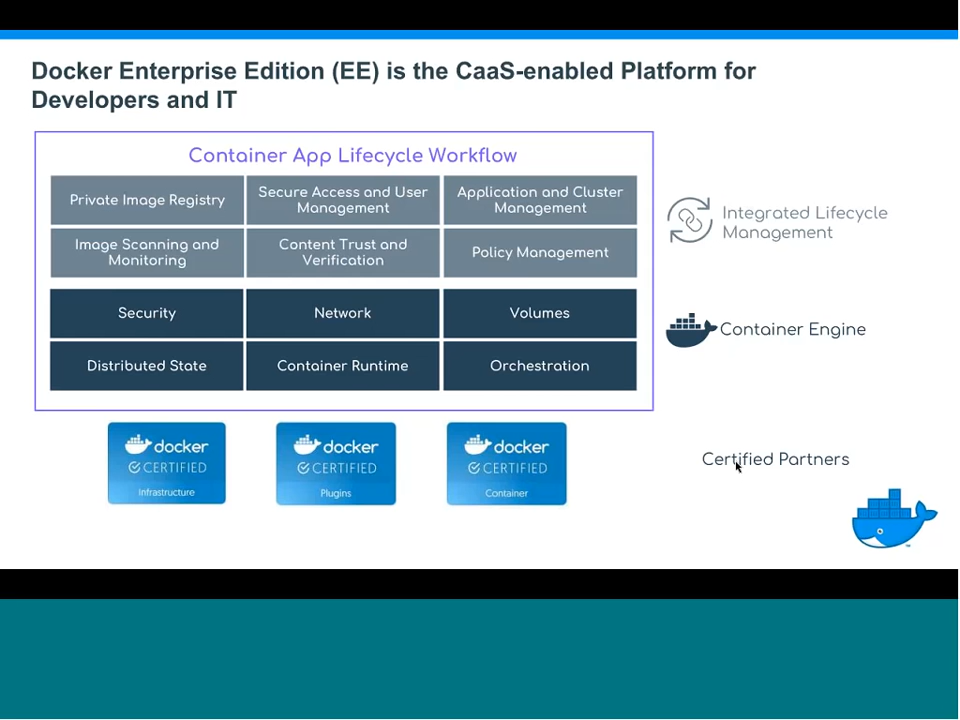 Docker Enterprise Edition (EE) is the CaaS-enabled Platform for
Developers and IT
Container App Lifecycle Workflow
Private Image Registry
Secure Access and User
Management
Application and Cluster
Management
Image Scanning and
Monitoring
Content Trust and
Verification
Policy Management
Integrated Lifecycle
Management
Security
Network
Volumes
Container Engine
Distributed State
Container Runtime
Orchestration
docker
CERTIFIED
Infrastructure
docker
CERTIFIED
Plugins
docker
CERTIFIED
Container
Certified Partners